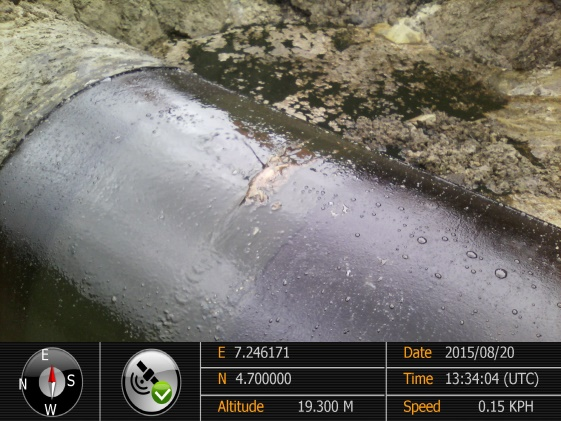 E
N S
W
E 7.246171 Date 2015/08/20
N 4.700000 Time 13:34:04 (UTC)
Altitude 19.300 M Speed 0.15 KPH